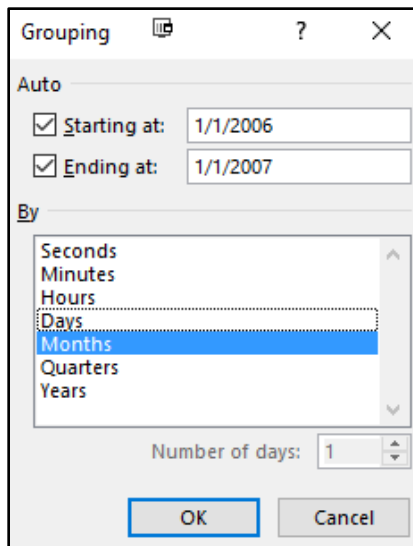 Grouping ?
Auto
Starting at: 1/1/2006
Ending at: 1/1/2007
By
Seconds
Minutes
Hours
Days
Months
Quarters
Years
Number of days: 1
OK Cancel